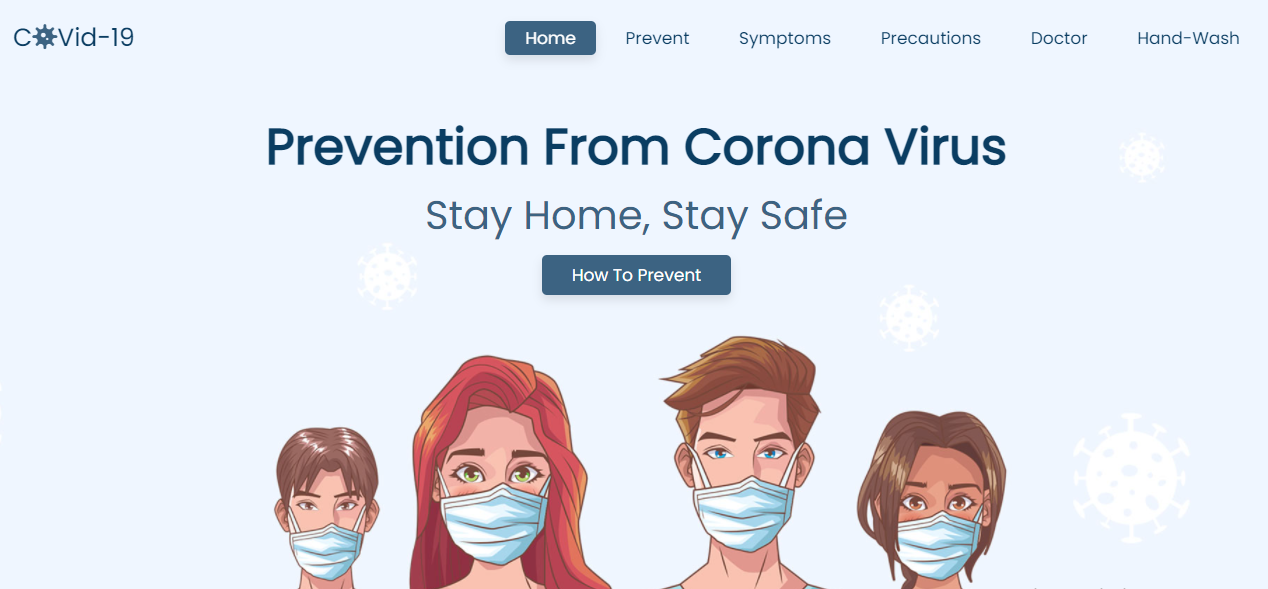 COVid-19
Home Prevent Symptoms Precautions Doctor Hand-Wash
Prevention From Corona Virus
Stay Home, Stay Safe
How To Prevent